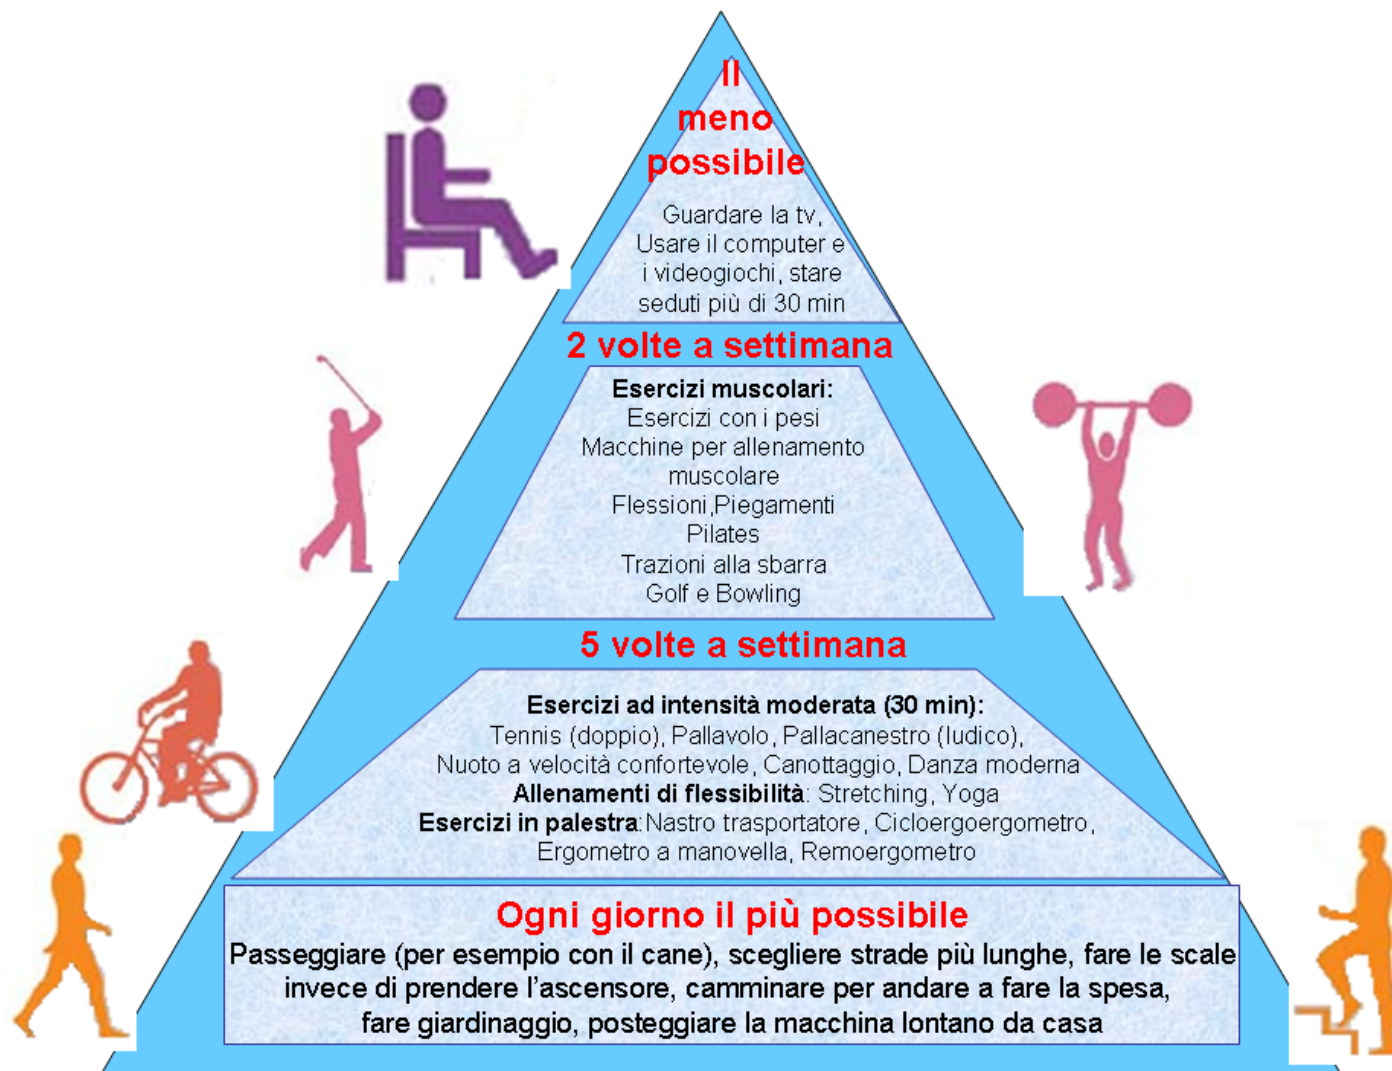 Il
meno
possibile
Guardare la tv,
Usare il computer e
i videogiochi, stare
seduti più di 30 min
2 volte a settimana
Esercizi muscolari:
Esercizi con i pesi
Macchine per allenamento
muscolare
Flessioni,Piegamenti
Pilates
Trazioni alla sbarra
Golf e Bowling
5 volte a settimana
Esercizi ad intensità moderata (30 min):
Tennis (doppio), Pallavolo, Pallacanestro (ludico),
Nuoto a velocità confortevole, Canottaggio, Danza moderna
Allenamenti di flessibilità: Stretching, Yoga
Esercizi in palestra:Nastro trasportatore, Cicloergoergometro,
Ergometro a manovella, Remoergometro
Ogni giorno il più possibile
Passeggiare (per esempio con il cane), scegliere strade più lunghe, fare le scale
invece di prendere l'ascensore, camminare per andare a fare la spesa,
fare giardinaggio, posteggiare la macchina lontano da casa